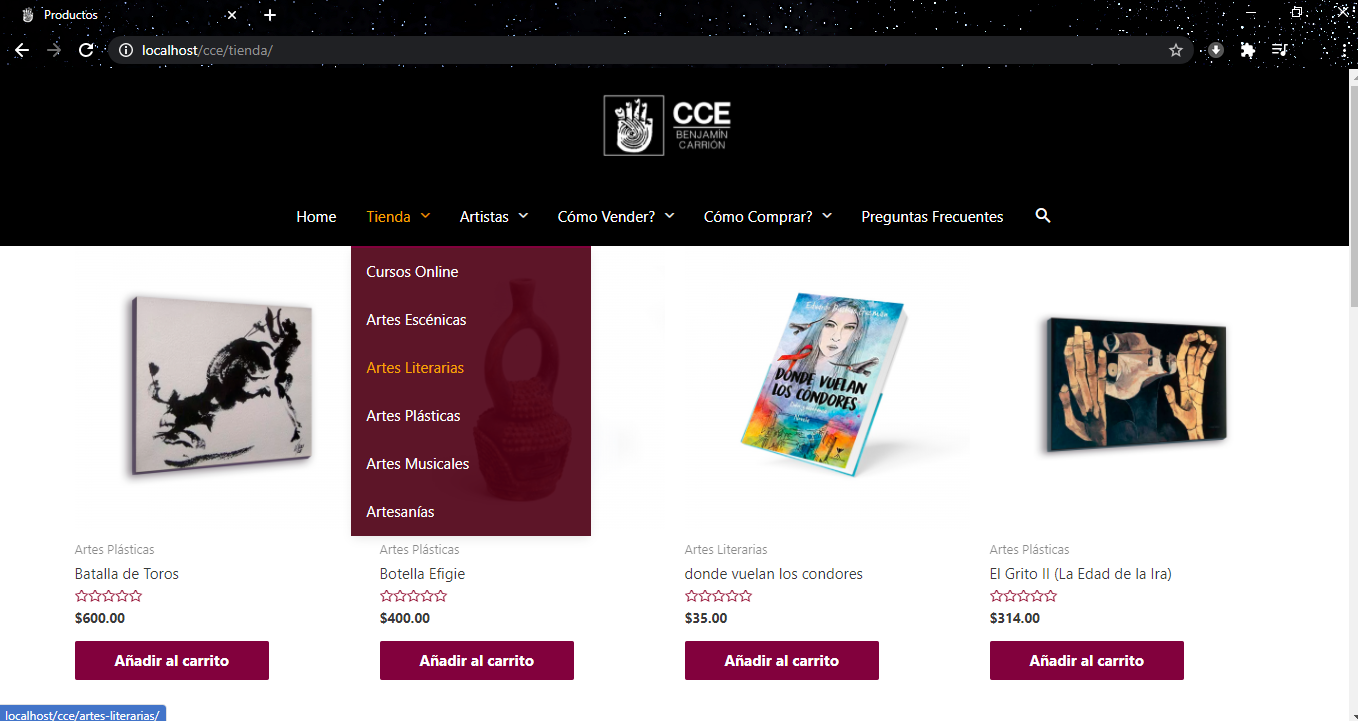 Productos
localhost/cce/tienda/
CCE
BENJAMÍN
CARRIÓN
Home Tienda Artistas Cómo Vender? Cómo Comprar? Preguntas Frecuentes
Cursos Online
Artes Escénicas
Artes Literarias
Artes Plásticas
Artes Musicales
Artesanías
DONDE VUELAN
LOS CÓNDORES
Novela
Artes Plásticas
Batalla de Toros
$600.00
Añadir al carrito
Artes Plásticas
Botella Efigie
$400.00
Añadir al carrito
Artes Literarias
donde vuelan los condores
$35.00
Añadir al carrito
Artes Plásticas
El Grito II (La Edad de la Ira)
$314.00
Añadir al carrito
localhost/cce/artes-literarias/